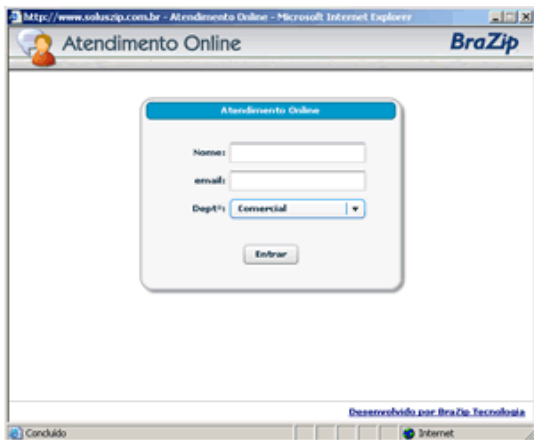 http://www.soluszip.com.br - Atendimento Online - Microsoft Internet Explorer
Atendimento Online
BraZip
Atendimento Online
Nome:
email:
Deptº: Comercial
Entrar
Desenvolvido por BraZip Tecnologia
Concluído
Internet